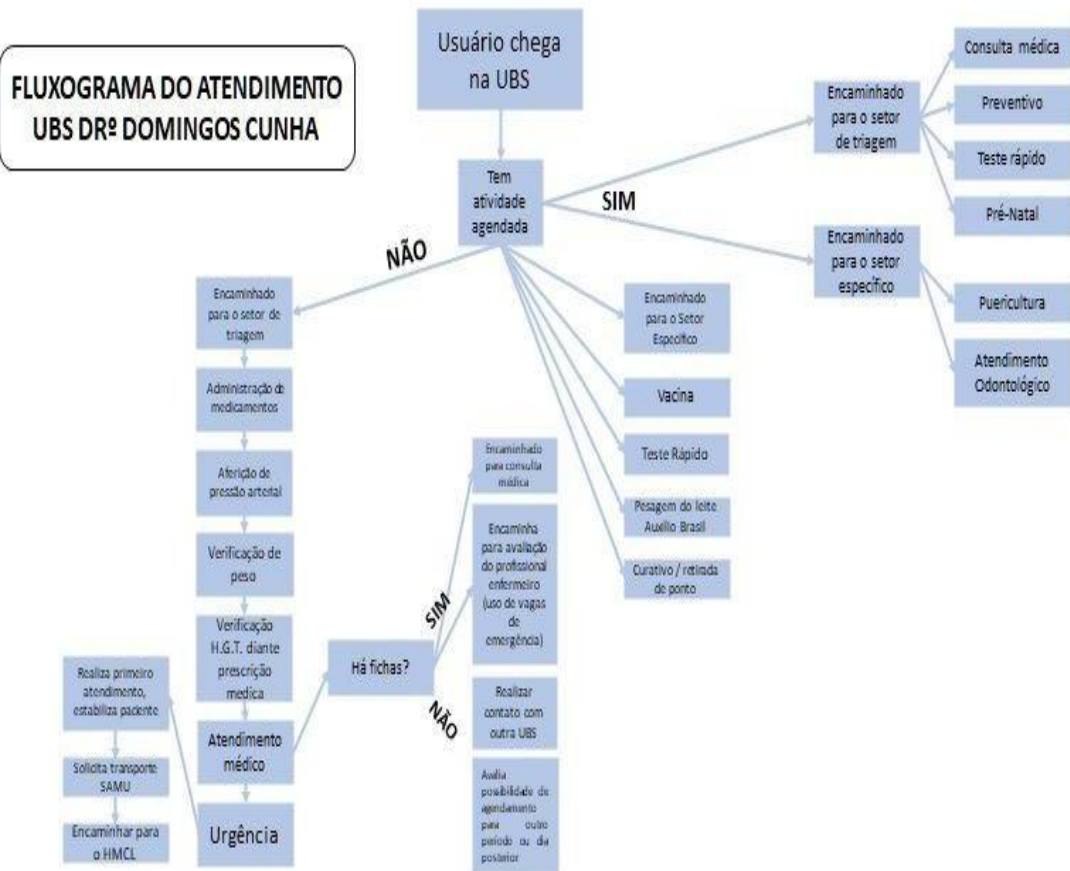 FLUXOGRAMA DO ATENDIMENTO
UBS DRº DOMINGOS CUNHA
Usuário chega
na UBS
Tem
atividade
agendada
SIM
NÃO
Encaminhado
para o setor
de triagem
Consulta médica
Preventivo
Teste rápido
Pré-Natal
Encaminhado
para o setor
específico
Puericultura
Atendimento
Odontológico
Encaminhado
para o Setor
Específico
Vacina
Teste Rápido
Pesagem do leite
Auxílio Brasil
Curativo / retirada
de ponto
Encaminhado
para o setor de
triagem
Administração de
medicamentos
Aferição de
pressão arterial
Verificação de
peso
Verificação
H.G.T. diante
prescrição
medica
Atendimento
médico
Urgência
Realiza primeiro
atendimento,
estabiliza paciente
Solicita transporte
SAMU
Encaminhar para
o HMCL
Há fichas?
SIM
NÃO
Encaminhado
para consulta
médica
Encaminha
para avaliação
do profissional
enfermeiro
(uso de vagas
de
emergência)
Realizar
contato com
outra UBS
Avalia
possibilidade de
agendamento
para outro
período ou dia
posterior